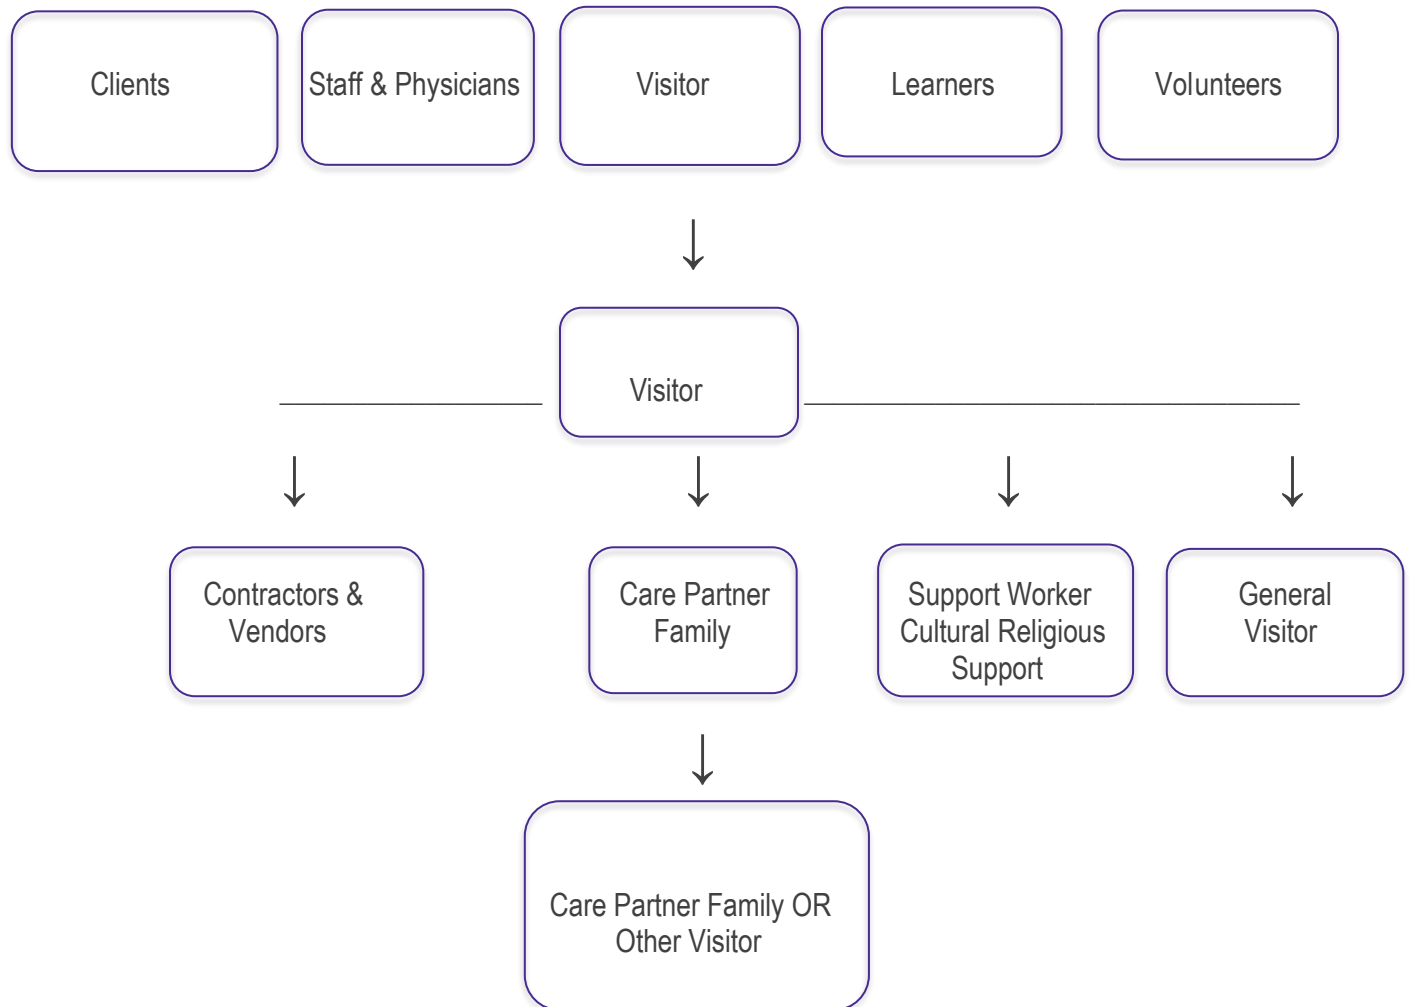 Clients
Staff & Physicians
Visitor
Learners
Volunteers
↓
Visitor
↓ ↓ ↓ ↓
Contractors &
Vendors
Care Partner
Family
Support Worker
Cultural Religious
Support
General
Visitor
↓
Care Partner Family OR
Other Visitor